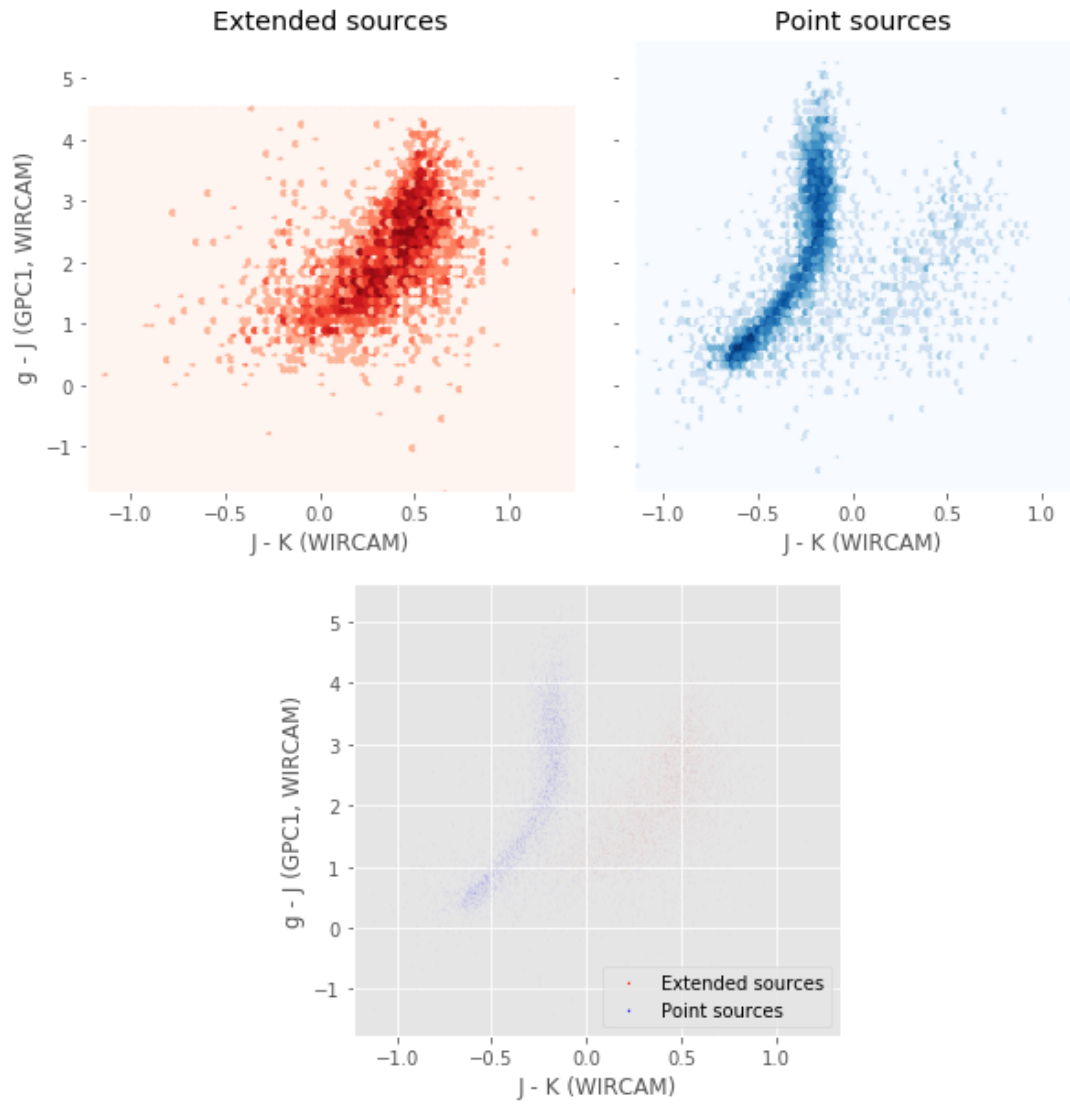 Extended sources
Point sources
g - J (GPC1, WIRCAM)
5
4
3
2
1
0
−1
−1.0 −0.5 0.0 0.5 1.0
−1.0 −0.5 0.0 0.5 1.0
J - K (WIRCAM)
J - K (WIRCAM)
g - J (GPC1, WIRCAM)
5
4
3
2
1
0
−1
Extended sources
Point sources
−1.0 −0.5 0.0 0.5 1.0
J - K (WIRCAM)